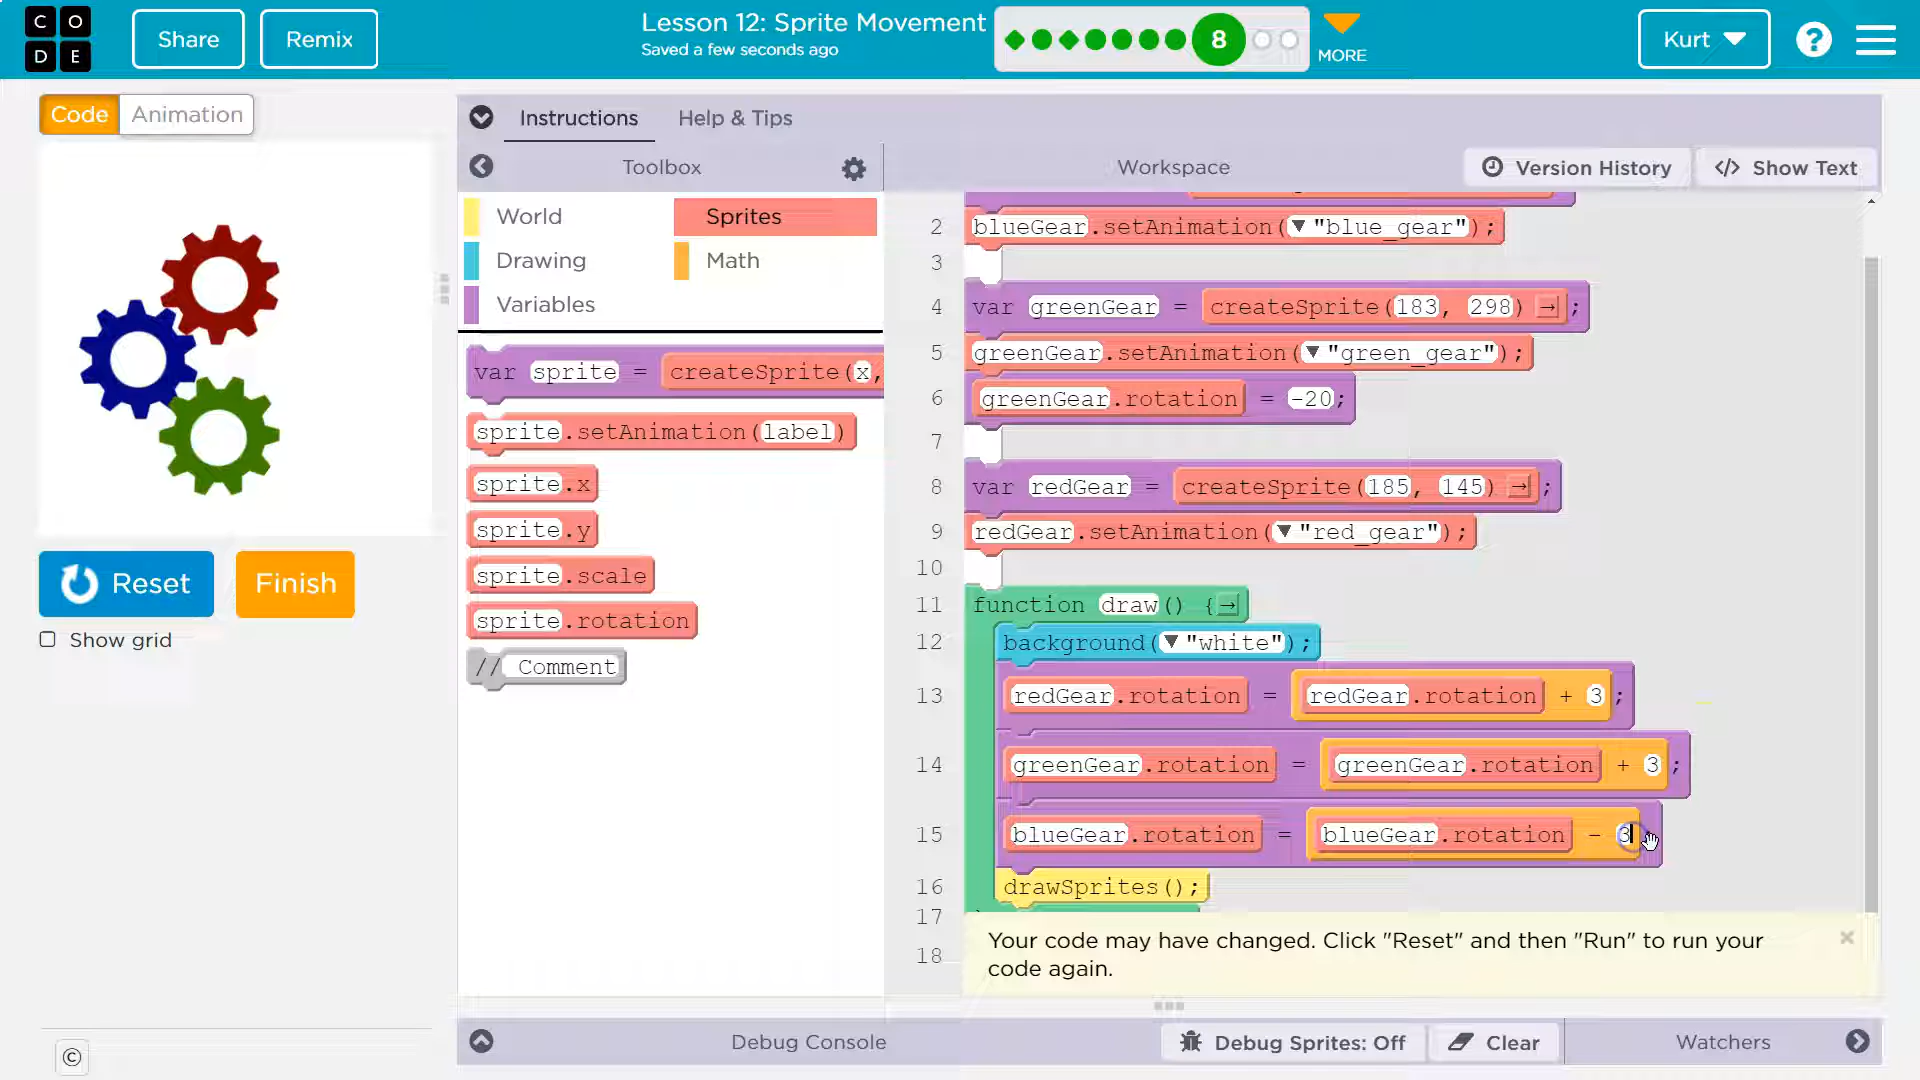 C O
D E
Share
Remix
Lesson 12: Sprite Movement
Saved a few seconds ago
8
MORE
Kurt
?
Code
Animation
Instructions
Help & Tips
Toolbox
Workspace
Version History
</> Show Text
World
Sprites
Drawing
Math
Variables
var sprite = createSprite(x,
sprite.setAnimation(label)
sprite.x
sprite.y
sprite.scale
sprite.rotation
// Comment
2 blueGear.setAnimation(▼"blue_gear");
3
4 var greenGear = createSprite(183, 298) → ;
5 greenGear.setAnimation(▼"green_gear");
6 greenGear.rotation = -20;
7
8 var redGear = createSprite(185, 145) → ;
9 redGear.setAnimation(▼"red_gear");
10
11 function draw() { →
12 background(▼"white");
13 redGear.rotation = redGear.rotation + 3;
14 greenGear.rotation = greenGear.rotation + 3;
15 blueGear.rotation = blueGear.rotation - 3;
16 drawSprites();
17
18
Reset
Finish
Show grid
Your code may have changed. Click "Reset" and then "Run" to run your
code again.
×
Debug Console
Debug Sprites: Off
Clear
Watchers
©